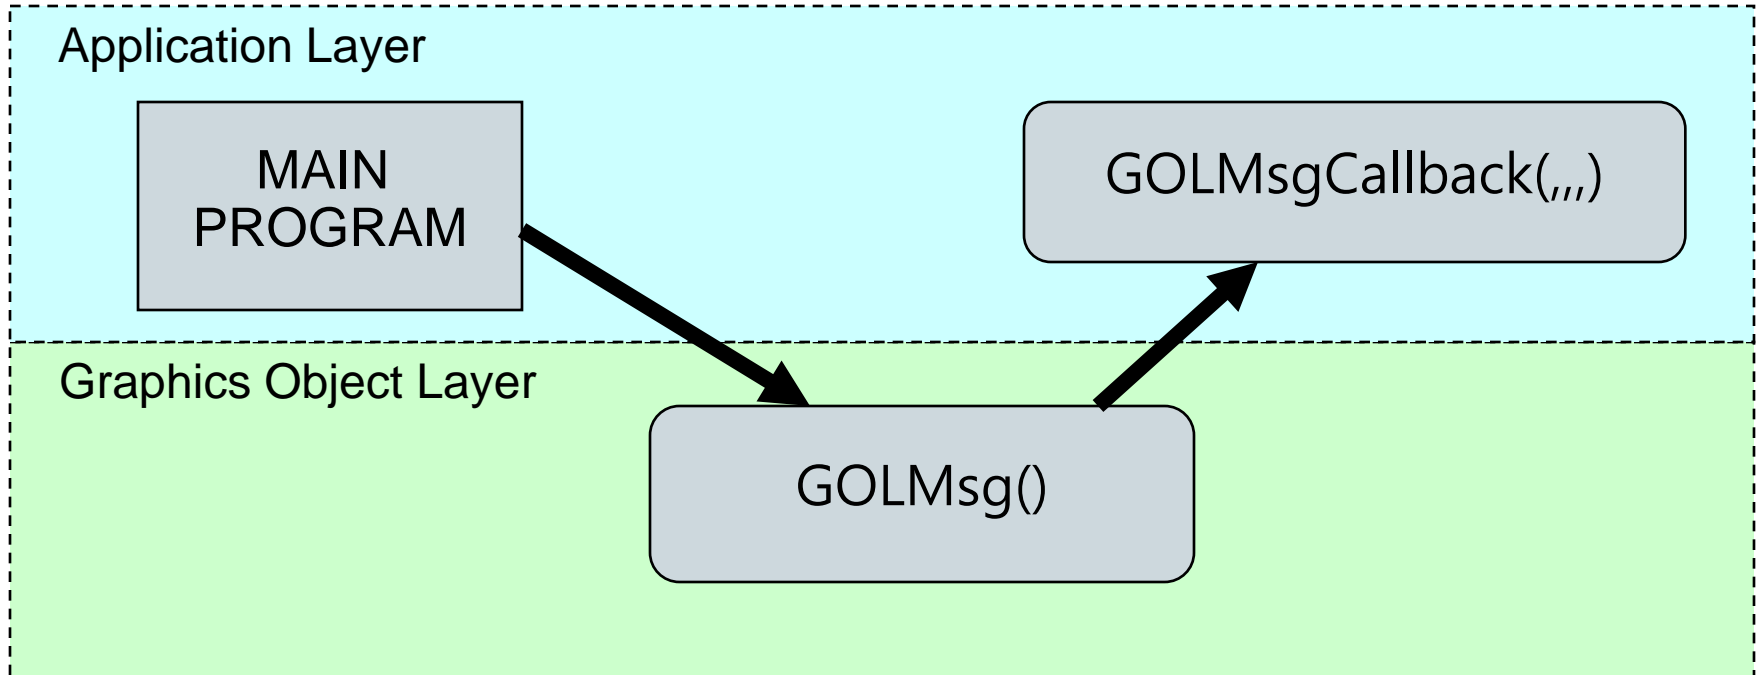 Application Layer
MAIN
PROGRAM
GOLMsgCallback(,,,)
Graphics Object Layer
GOLMsg()